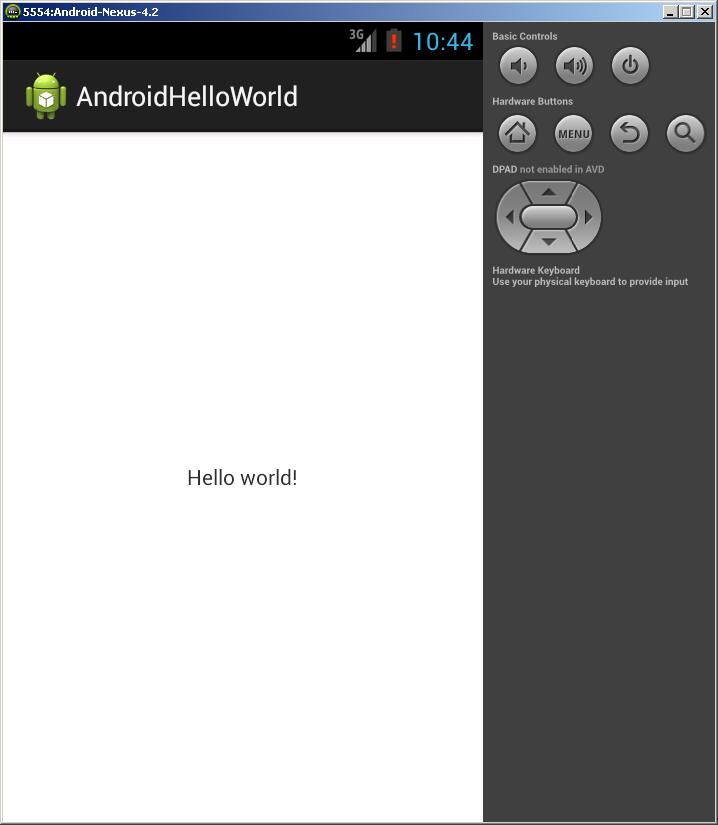 5554:Android-Nexus-4.2
3G 10:44
AndroidHelloWorld
Hello world!
Basic Controls
Hardware Buttons
MENU
DPAD not enabled in AVD
Hardware Keyboard
Use your physical keyboard to provide input